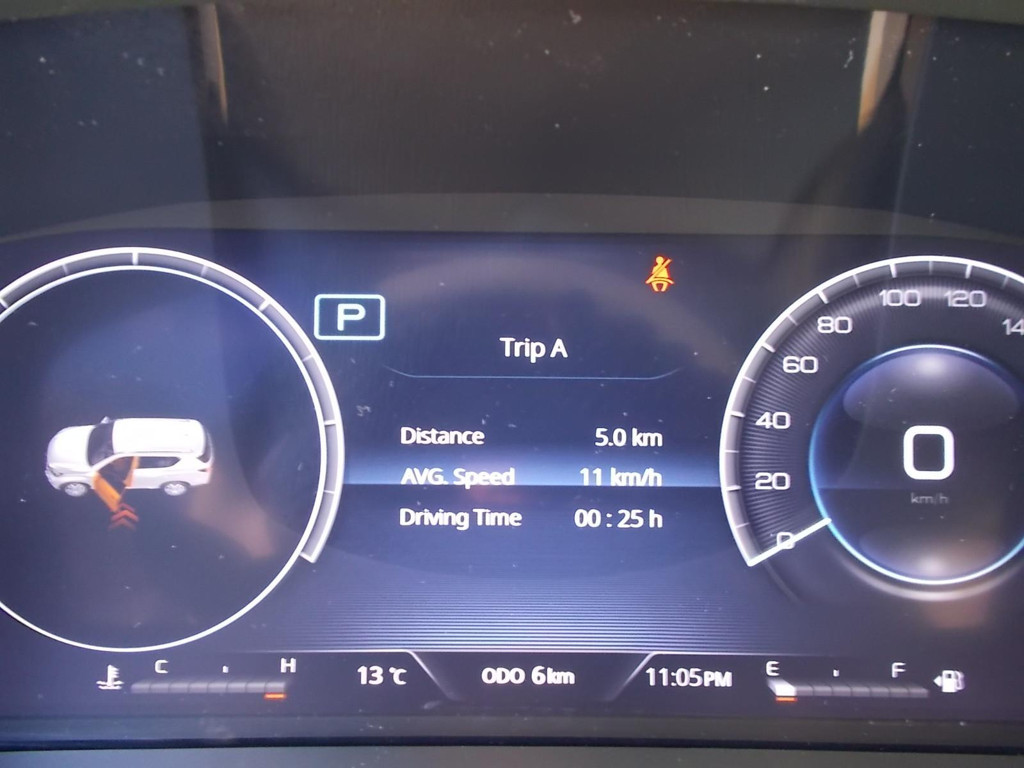 P
Trip A
Distance 5.0 km
AVG. Speed 11 km/h
Driving Time 00 : 25 h
0 20 40 60 80 100 120 14
0
km/h
C H
13 °C
ODO 6km
11:05PM
E F